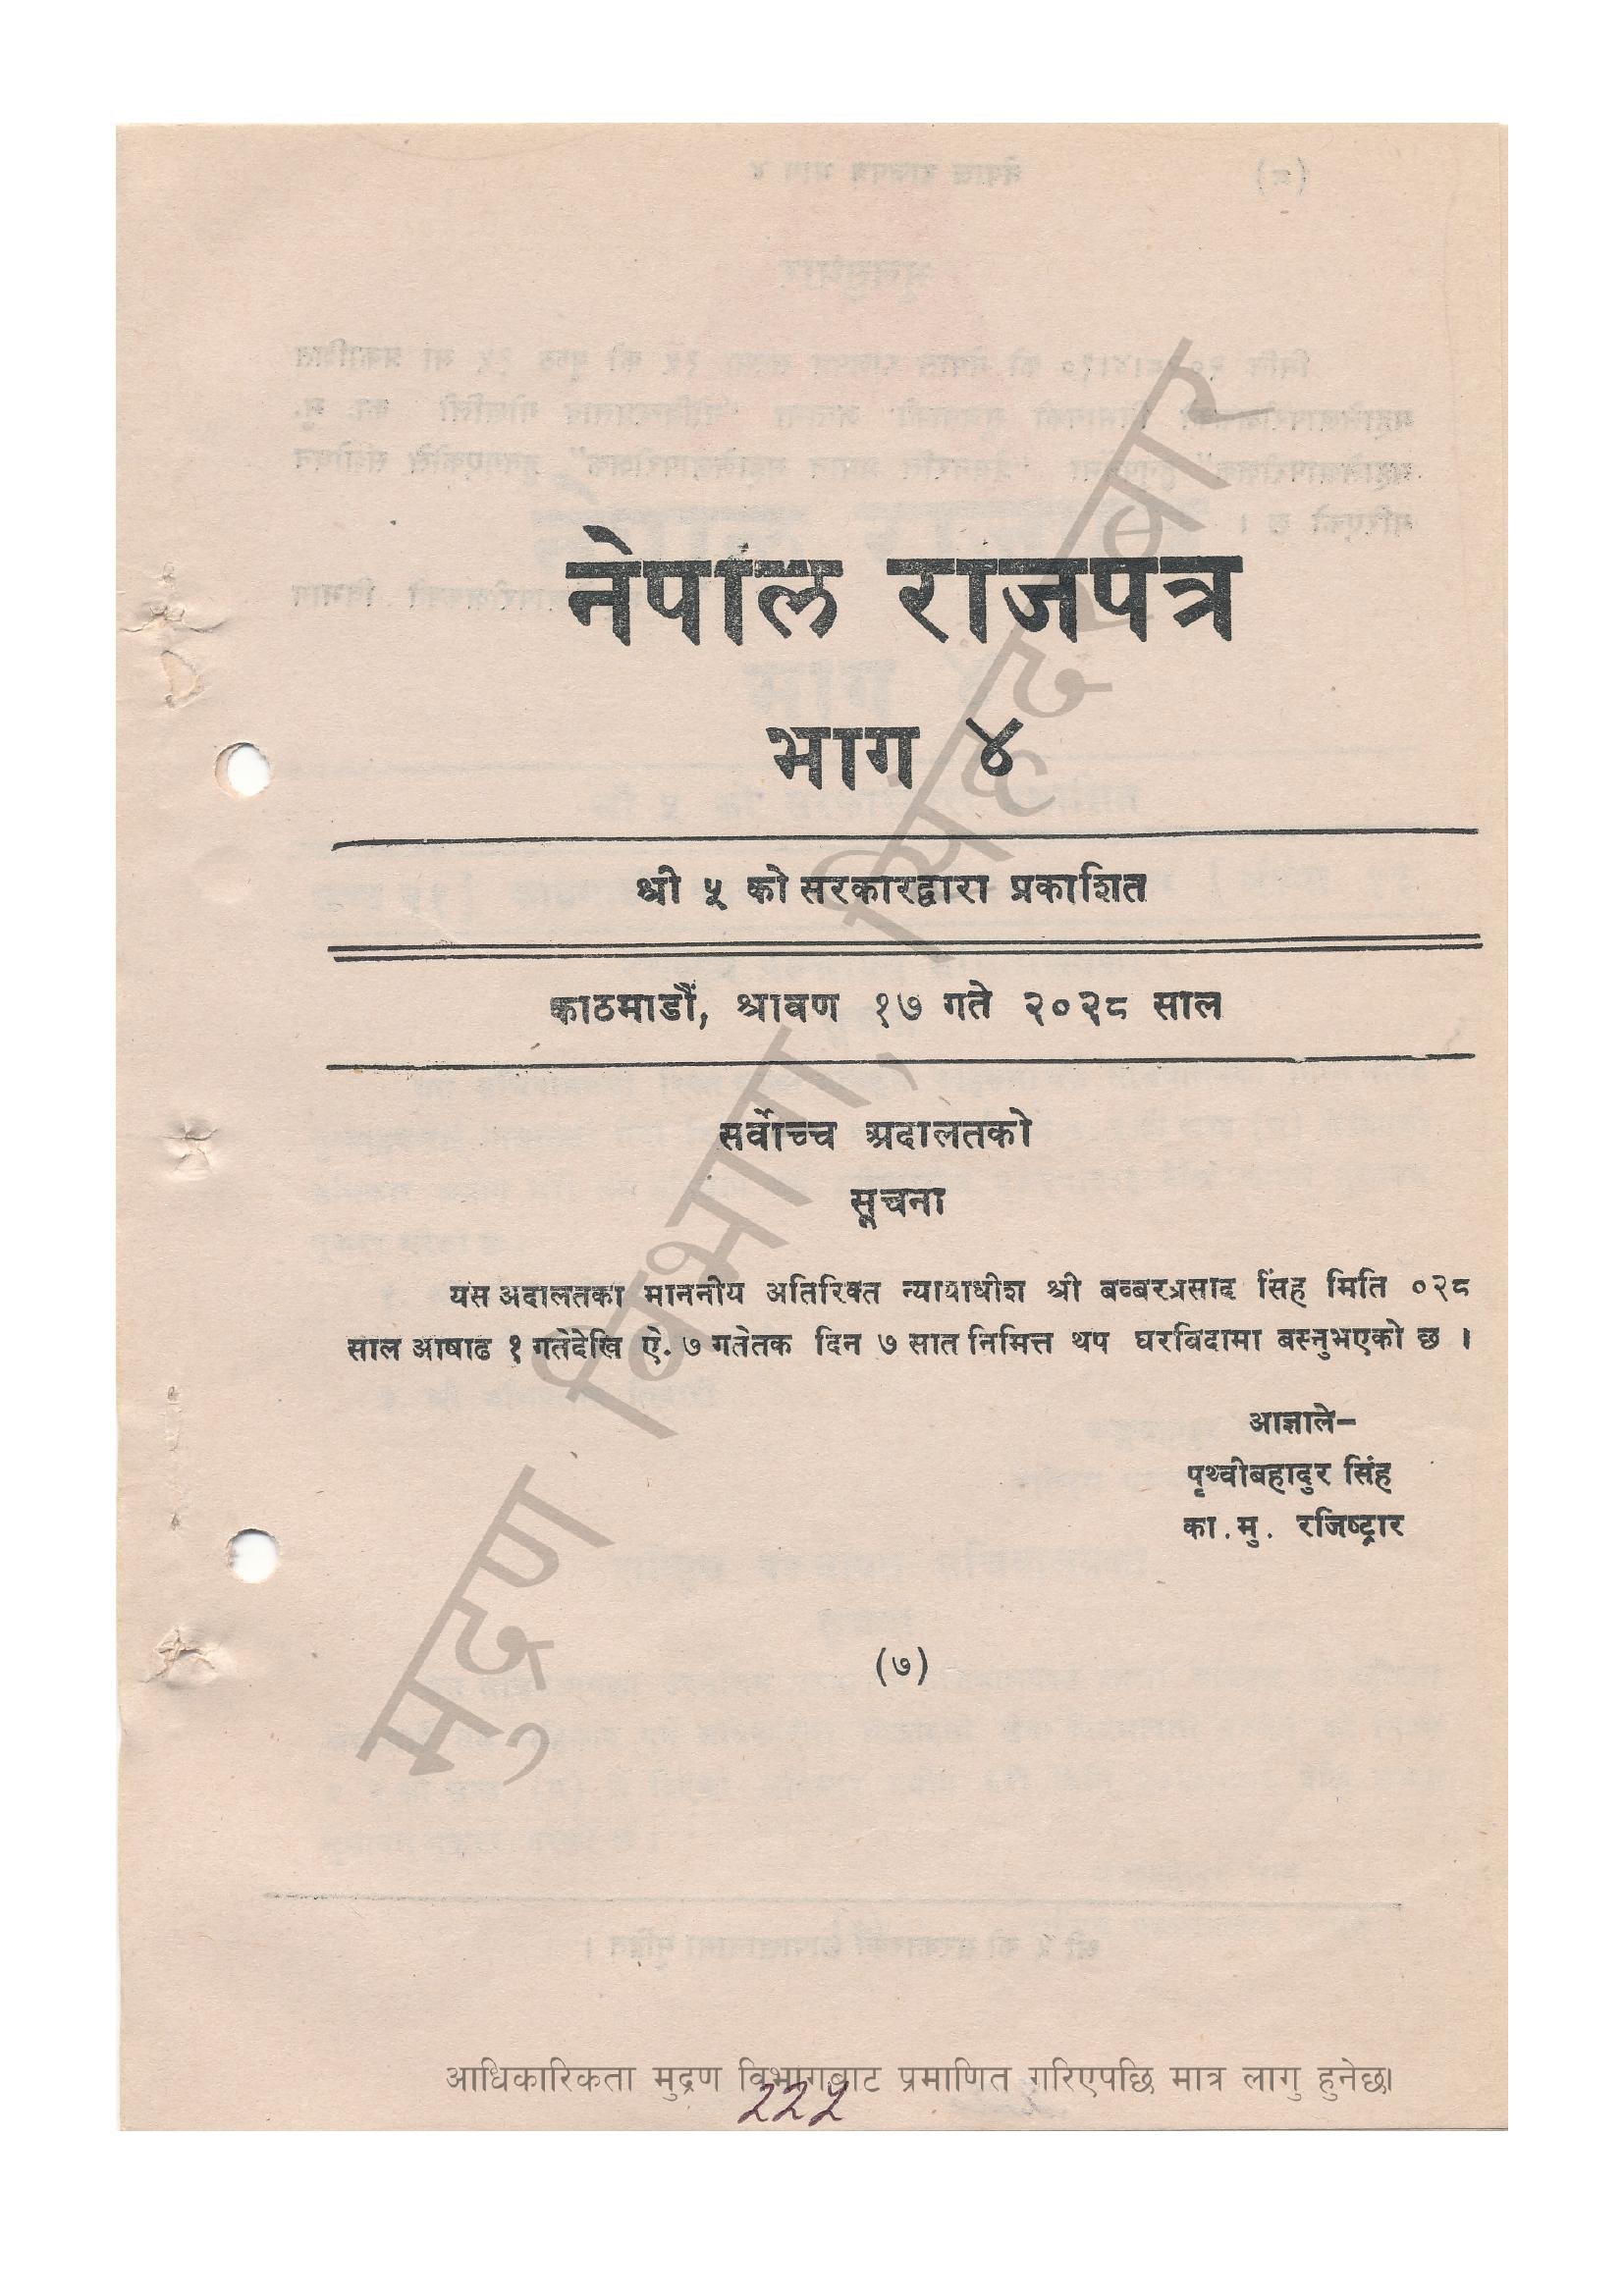 नेपाल राजपत्र
भाग ४
श्री ५ को सरकारद्वारा प्रकाशित
काठमाडौं, श्रावण १७ गते २०२८ साल
सर्वोच्च अदालतको
सूचना
यस अदालतका माननीय अतिरिक्त न्यायाधीश श्री बब्बरप्रसाद सिंह मिति ०२८
साल आषाढ १ गतेदेखि ऐ. ७ गतेतक दिन ७ सात निमित्त थप घरबिदामा बस्नुभएको छ ।
आज्ञाले–
पृथ्वीबहादुर सिंह
का. मु. रजिष्ट्रार
(७)
मुद्रण विभाग, सिंहदरबार
आधिकारिकता मुद्रण विभागबाट प्रमाणित गरिएपछि मात्र लागु हुनेछ।
222